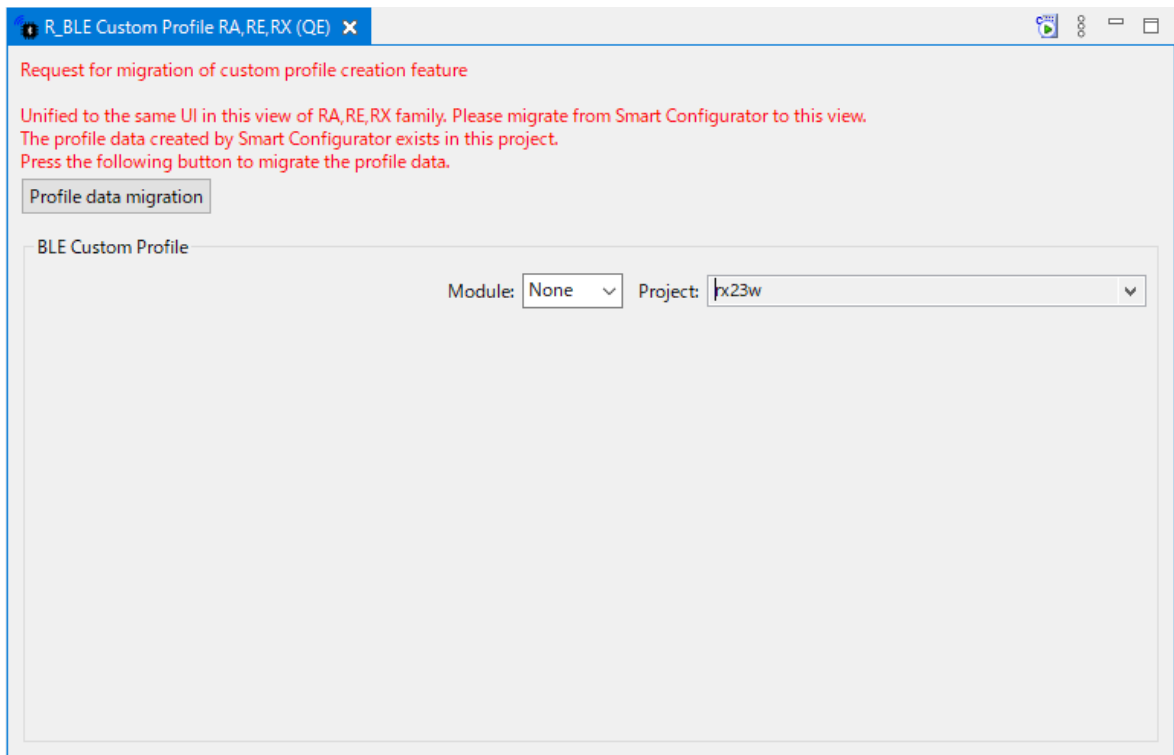 R_BLE Custom Profile RA,RE,RX (QE)
Request for migration of custom profile creation feature
Unified to the same UI in this view of RA,RE,RX family. Please migrate from Smart Configurator to this view.
The profile data created by Smart Configurator exists in this project.
Press the following button to migrate the profile data.
Profile data migration
BLE Custom Profile
Module: None Project: rx23w